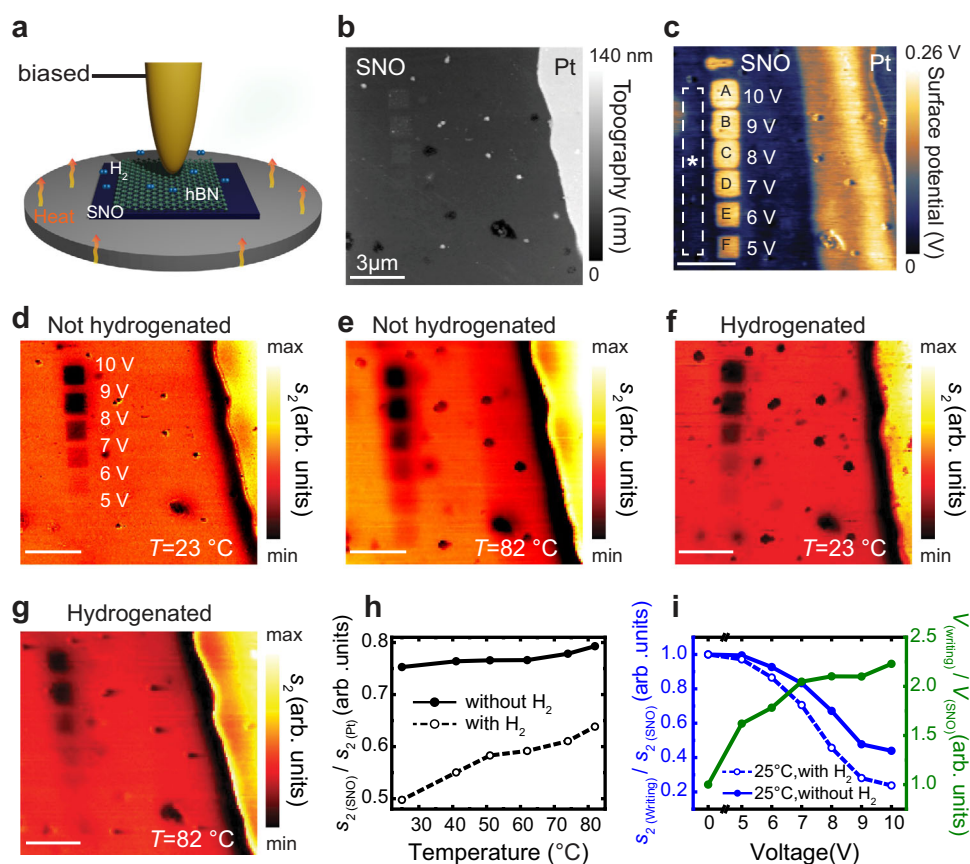 a
biased
H2
hBN
SNO
Heat
b
SNO
Pt
140 nm
Topography (nm)
0
3μm
c
SNO
Pt
0.26 V
Surface potential (V)
0
A 10 V
B 9 V
C 8 V
* D 7 V
E 6 V
F 5 V
d
Not hydrogenated
10 V
9 V
8 V
7 V
6 V
5 V
T=23 °C
max
s2 (arb. units)
min
e
Not hydrogenated
T=82 °C
max
s2 (arb. units)
min
f
Hydrogenated
T=23 °C
max
s2 (arb. units)
min
g
Hydrogenated
T=82 °C
max
s2 (arb. units)
min
h
s2 (SNO) / s2 (Pt) (arb .units)
0.8
0.7
0.6
0.5
without H2
with H2
30 40 50 60 70 80
Temperature (°C)
i
s2 (Writing) / s2 (SNO) (arb .units)
1.0
0.8
0.6
0.4
0.2
25°C,with H2
25°C,without H2
0 5 6 7 8 9 10
Voltage(V)
2.5
2.0
1.5
1.0
V(writing) / V(SNO)(arb. units)